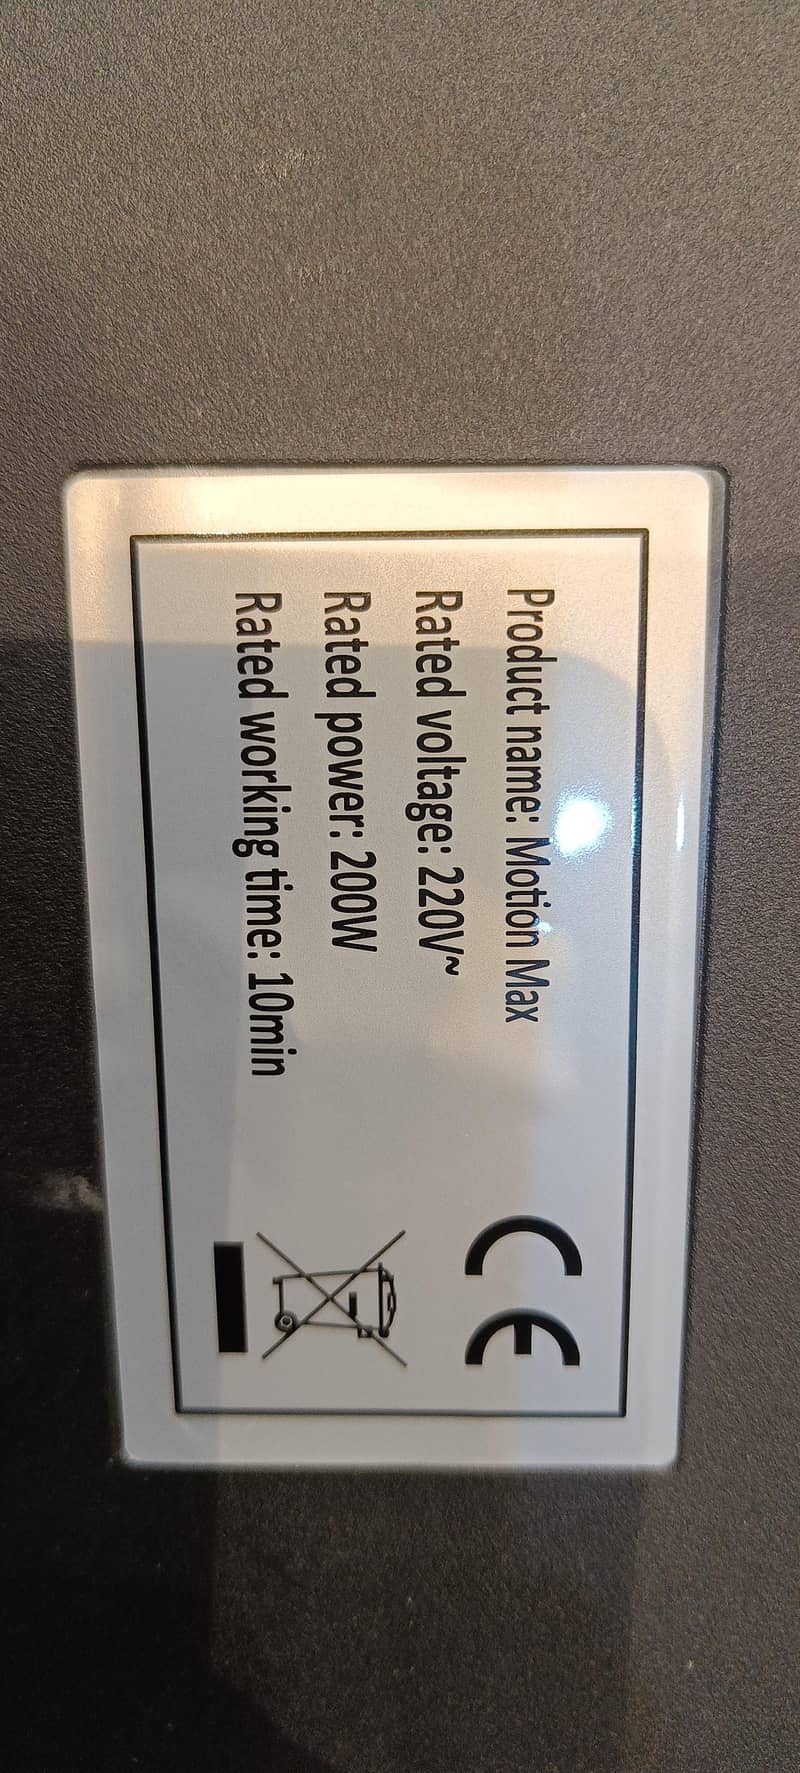 Product name: Motion Max
Rated voltage: 220V~
Rated power: 200W
Rated working time: 10min
CE